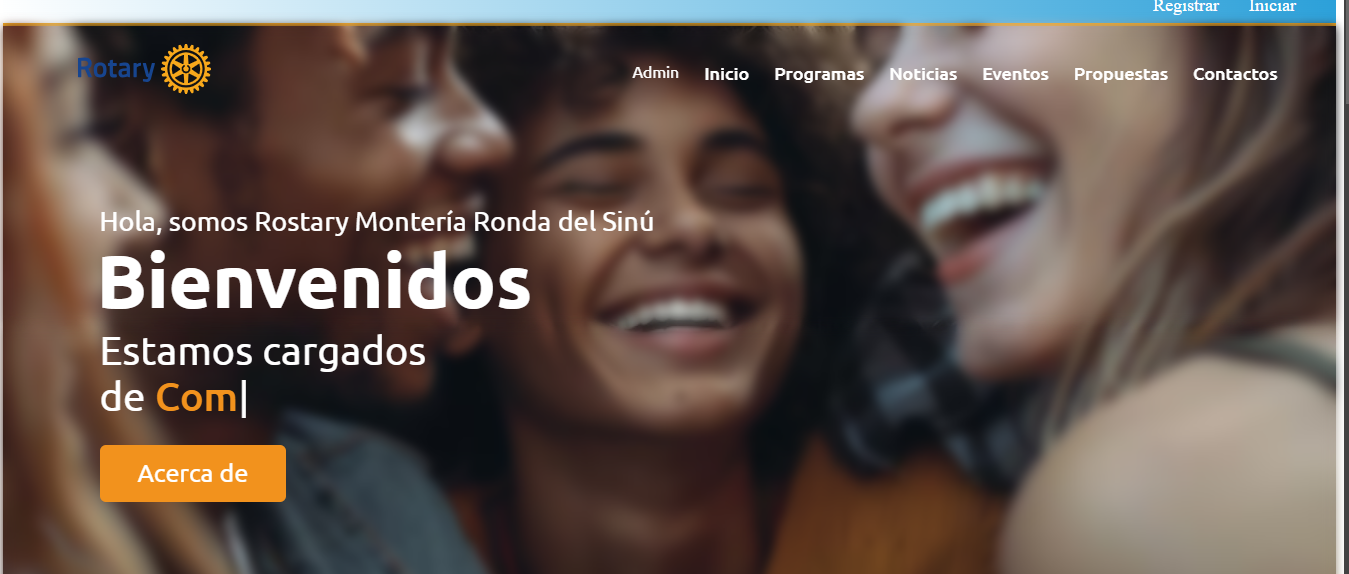 Registrar Iniciar
Rotary
Admin Inicio Programas Noticias Eventos Propuestas Contactos
Hola, somos Rostary Montería Ronda del Sinú
Bienvenidos
Estamos cargados
de Com|
Acerca de